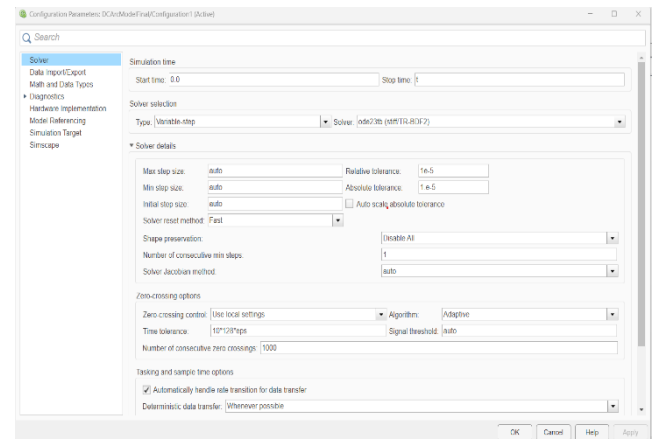 Configuration Parameters: DCArcModelFinal/Configuration1 (Active)
Search
Solver
Data Import/Export
Math and Data Types
Diagnostics
Hardware Implementation
Model Referencing
Simulation Target
Simscape
Simulation time
Start time: 0.0 Stop time: 1
Solver selection
Type: Variable-step Solver: ode23tb (stiff/TR-BDF2)
Solver details
Max step size: auto Relative tolerance: 1e-5
Min step size: auto Absolute tolerance: 1.e-5
Initial step size: auto Auto scale absolute tolerance
Solver reset method: Fast
Shape preservation: Disable All
Number of consecutive min steps: 1
Solver Jacobian method: auto
Zero-crossing options
Zero-crossing control: Use local settings Algorithm: Adaptive
Time tolerance: 10*128*eps Signal threshold: auto
Number of consecutive zero crossings: 1000
Tasking and sample time options
Automatically handle rate transition for data transfer
Deterministic data transfer: Whenever possible
OK Cancel Help Apply